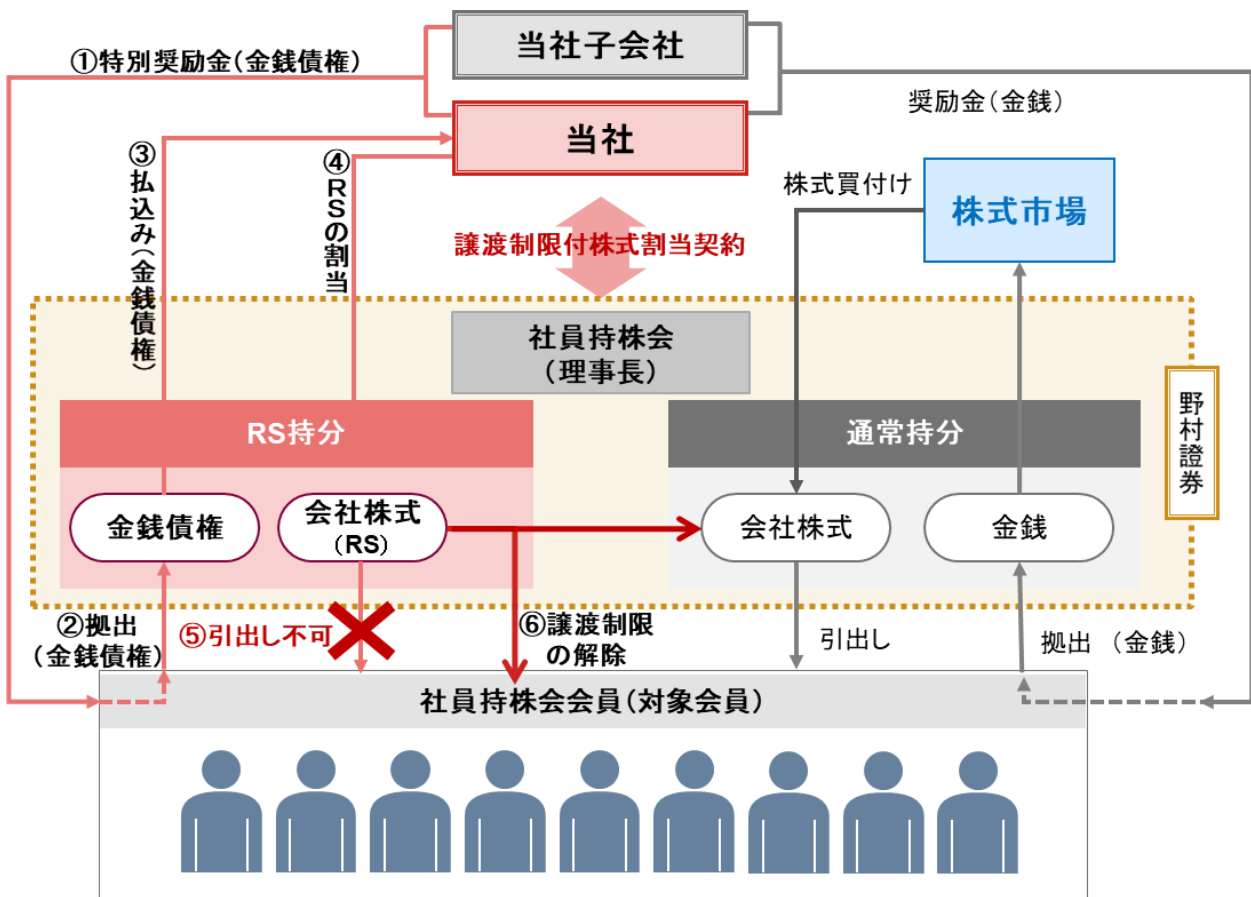 当社子会社
①特別奨励金(金銭債権)
奨励金(金銭)
当社
③払込み(金銭債権)
④RSの割当
株式買付け
株式市場
譲渡制限付株式割当契約
社員持株会
(理事長)
野村證券
RS持分
通常持分
金銭債権
会社株式
(RS)
会社株式
金銭
②拠出
(金銭債権)
⑤引出し不可
⑥譲渡制限
の解除
引出し
拠出 (金銭)
社員持株会会員(対象会員)